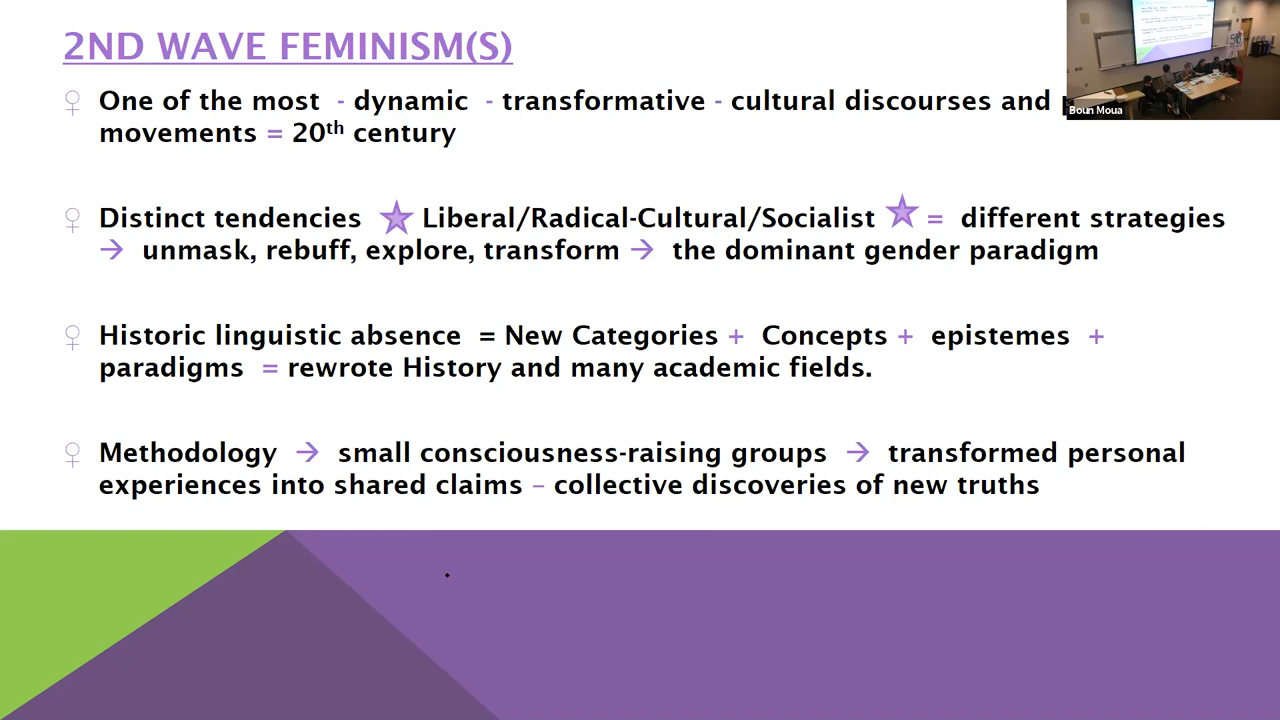 2ND WAVE FEMINISM(S)
One of the most - dynamic - transformative - cultural discourses and
movements = 20th century
Distinct tendencies Liberal/Radical-Cultural/Socialist = different strategies
→ unmask, rebuff, explore, transform → the dominant gender paradigm
Historic linguistic absence = New Categories + Concepts + epistemes +
paradigms = rewrote History and many academic fields.
Methodology → small consciousness-raising groups → transformed personal
experiences into shared claims – collective discoveries of new truths
Boun Moua